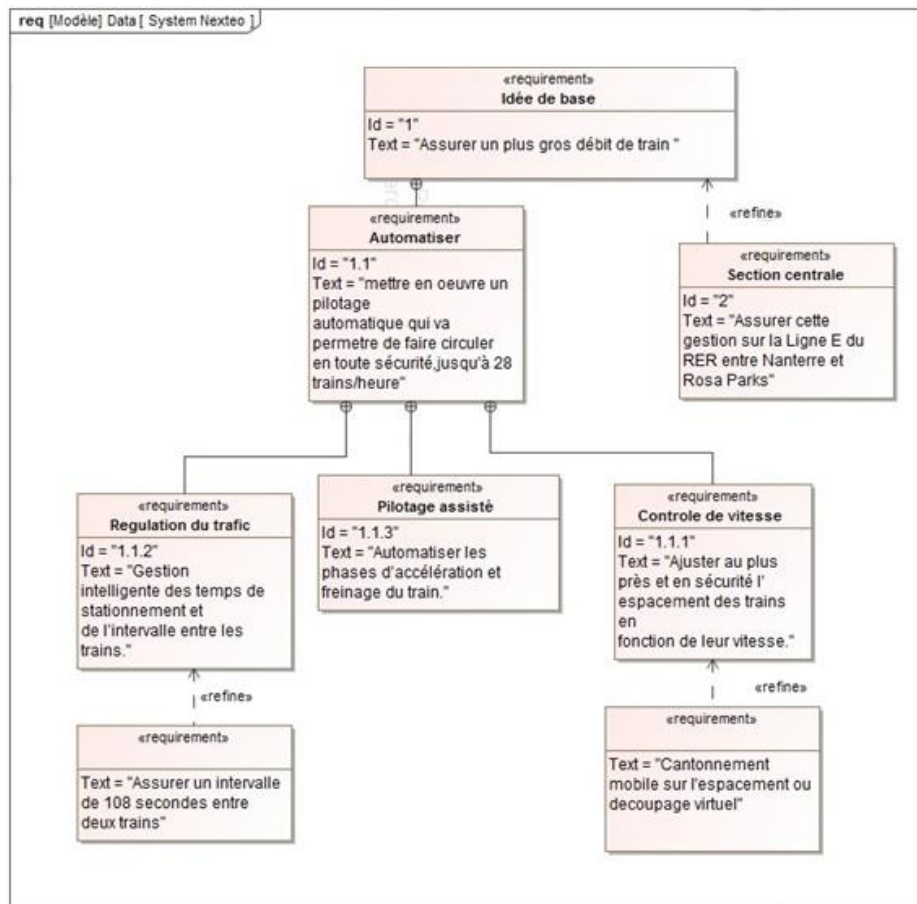 req [Modèle] Data [ System Nexteo ]
«requirement»
Idée de base
Id = "1"
Text = "Assurer un plus gros débit de train "
«requirement»
Automatiser
Id = "1.1"
Text = "mettre en oeuvre un
pilotage
automatique qui va
permetre de faire circuler
en toute sécurité,jusqu'à 28
trains/heure"
«refine»
«requirement»
Section centrale
Id = "2"
Text = "Assurer cette
gestion sur la Ligne E du
RER entre Nanterre et
Rosa Parks"
«requirement»
Regulation du trafic
Id = "1.1.2"
Text = "Gestion
intelligente des temps de
stationnement et
de l'intervalle entre les
trains."
«requirement»
Pilotage assisté
Id = "1.1.3"
Text = "Automatiser les
phases d'accélération et
freinage du train."
«requirement»
Controle de vitesse
Id = "1.1.1"
Text = "Ajuster au plus
près et en sécurité l'
espacement des trains
en
fonction de leur vitesse."
«refine»
«requirement»
Text = "Assurer un intervalle
de 108 secondes entre
deux trains"
«refine»
«requirement»
Text = "Cantonnement
mobile sur l'espacement ou
decoupage virtuel"